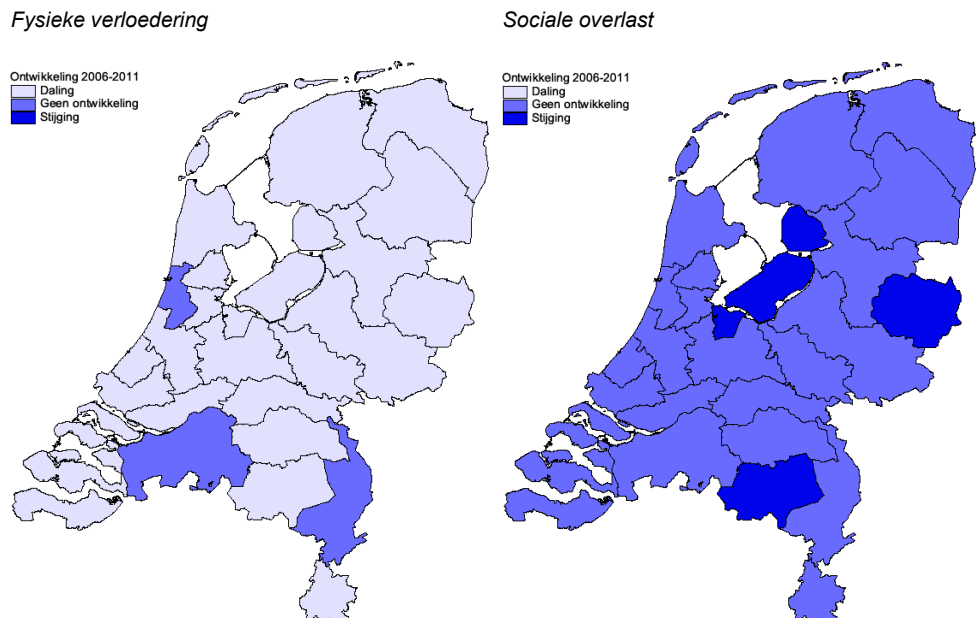 Fysieke verloedering
Ontwikkeling 2006-2011
Daling
Geen ontwikkeling
Stijging
Sociale overlast
Ontwikkeling 2006-2011
Daling
Geen ontwikkeling
Stijging